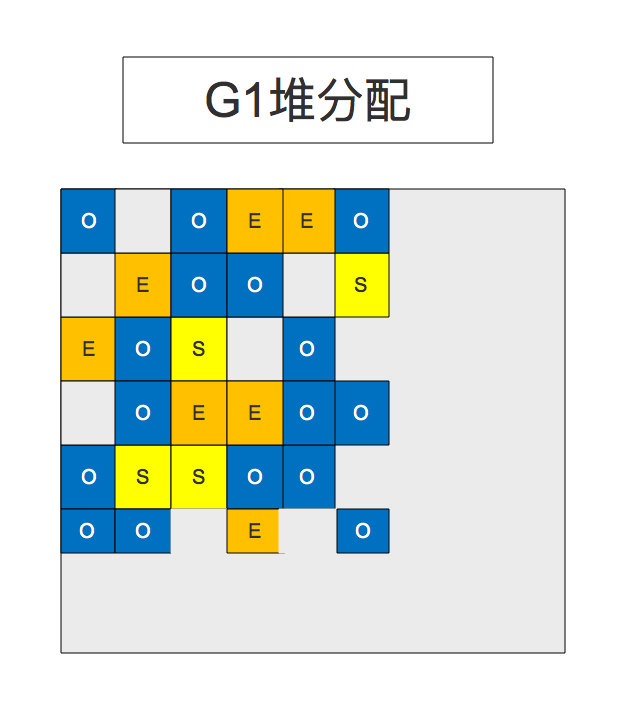 G1堆分配
O O E E O
E O O S
E O S O
O E E O O
O S S O O
O O E O